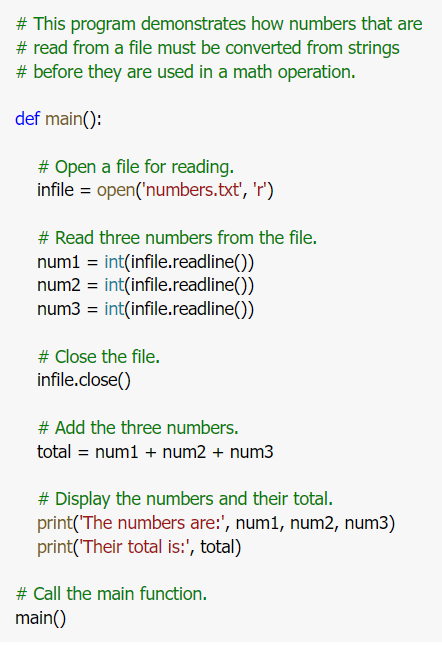 # This program demonstrates how numbers that are
# read from a file must be converted from strings
# before they are used in a math operation.
def main():
# Open a file for reading.
infile = open('numbers.txt', 'r')
# Read three numbers from the file.
num1 = int(infile.readline())
num2 = int(infile.readline())
num3 = int(infile.readline())
# Close the file.
infile.close()
# Add the three numbers.
total = num1 + num2 + num3
# Display the numbers and their total.
print('The numbers are:', num1, num2, num3)
print('Their total is:', total)
# Call the main function.
main()